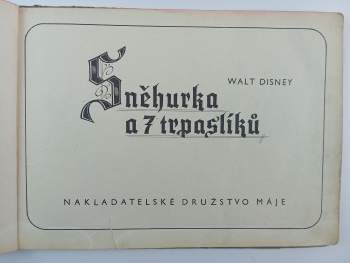 WALT DISNEY
Sněhurka
a 7 trpaslíků
NAKLADATELSKÉ DRUŽSTVO MÁJE